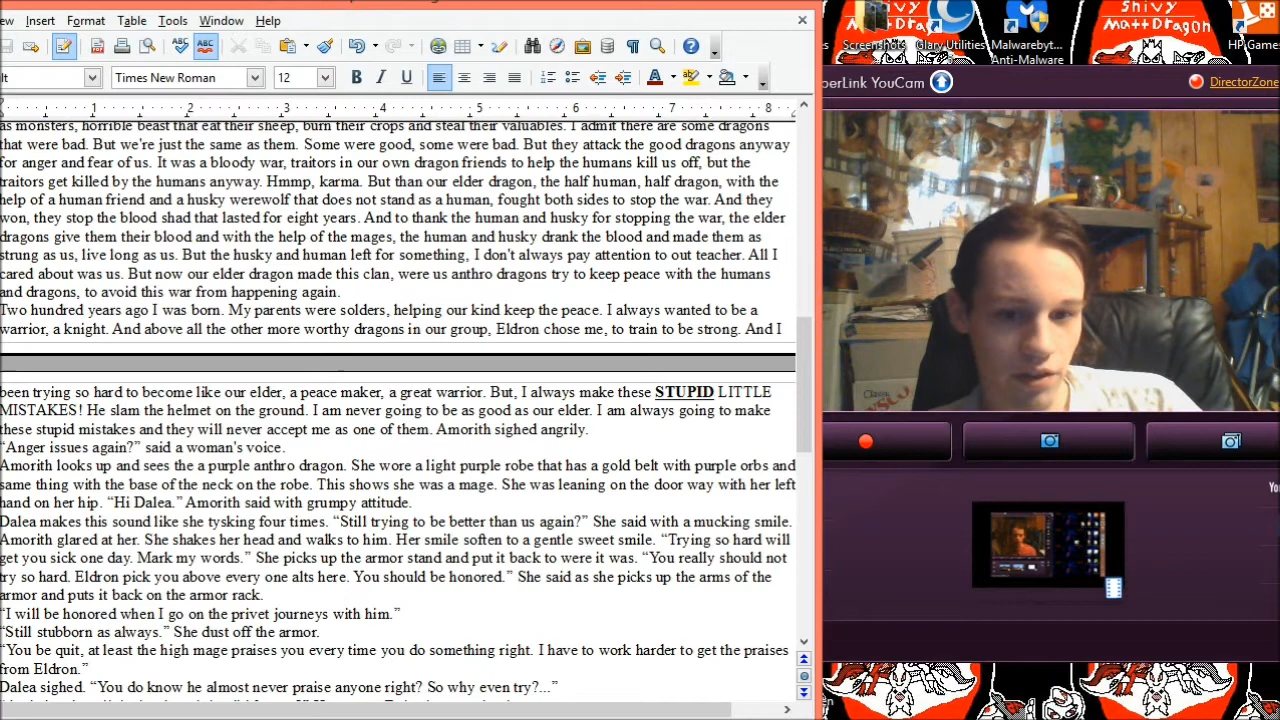 ew Insert Format Table Tools Window Help
lt Times New Roman 12
1 2 3 4 5 6 7 8
as monsters, horrible beast that eat their sheep, burn their crops and steal their valuables. I admit there are some dragons
that were bad. But we're just the same as them. Some were good, some were bad. But they attack the good dragons anyway
for anger and fear of us. It was a bloody war, traitors in our own dragon friends to help the humans kill us off, but the
traitors get killed by the humans anyway. Hmmp, karma. But than our elder dragon, the half human, half dragon, with the
help of a human friend and a husky werewolf that does not stand as a human, fought both sides to stop the war. And they
won, they stop the blood shad that lasted for eight years. And to thank the human and husky for stopping the war, the elder
dragons give them their blood and with the help of the mages, the human and husky drank the blood and made them as
strung as us, live long as us. But the husky and human left for something, I don't always pay attention to out teacher. All I
cared about was us. But now our elder dragon made this clan, were us anthro dragons try to keep peace with the humans
and dragons, to avoid this war from happening again.
Two hundred years ago I was born. My parents were solders, helping our kind keep the peace. I always wanted to be a
warrior, a knight. And above all the other more worthy dragons in our group, Eldron chose me, to train to be strong. And I
been trying so hard to become like our elder, a peace maker, a great warrior. But, I always make these STUPID LITTLE
MISTAKES! He slam the helmet on the ground. I am never going to be as good as our elder. I am always going to make
these stupid mistakes and they will never accept me as one of them. Amorith sighed angrily.
“Anger issues again?” said a woman's voice.
Amorith looks up and sees the a purple anthro dragon. She wore a light purple robe that has a gold belt with purple orbs and
same thing with the base of the neck on the robe. This shows she was a mage. She was leaning on the door way with her left
hand on her hip. “Hi Dalea.” Amorith said with grumpy attitude.
Dalea makes this sound like she tysking four times. “Still trying to be better than us again?” She said with a mucking smile.
Amorith glared at her. She shakes her head and walks to him. Her smile soften to a gentle sweet smile. “Trying so hard will
get you sick one day. Mark my words.” She picks up the armor stand and put it back to were it was. “You really should not
try so hard. Eldron pick you above every one alts here. You should be honored.” She said as she picks up the arms of the
armor and puts it back on the armor rack.
“I will be honored when I go on the privet journeys with him.”
“Still stubborn as always.” She dust off the armor.
“You be quit, at least the high mage praises you every time you do something right. I have to work harder to get the praises
from Eldron.”
Dalea sighed. “You do know he almost never praise anyone right? So why even try?...”
Shivy
MattDragon
Shivy
MattDragon
Screenshots
Glary Utilities
Malwarebyt...
Anti-Malware
HP Game
berLink YouCam
DirectorZone
Yo